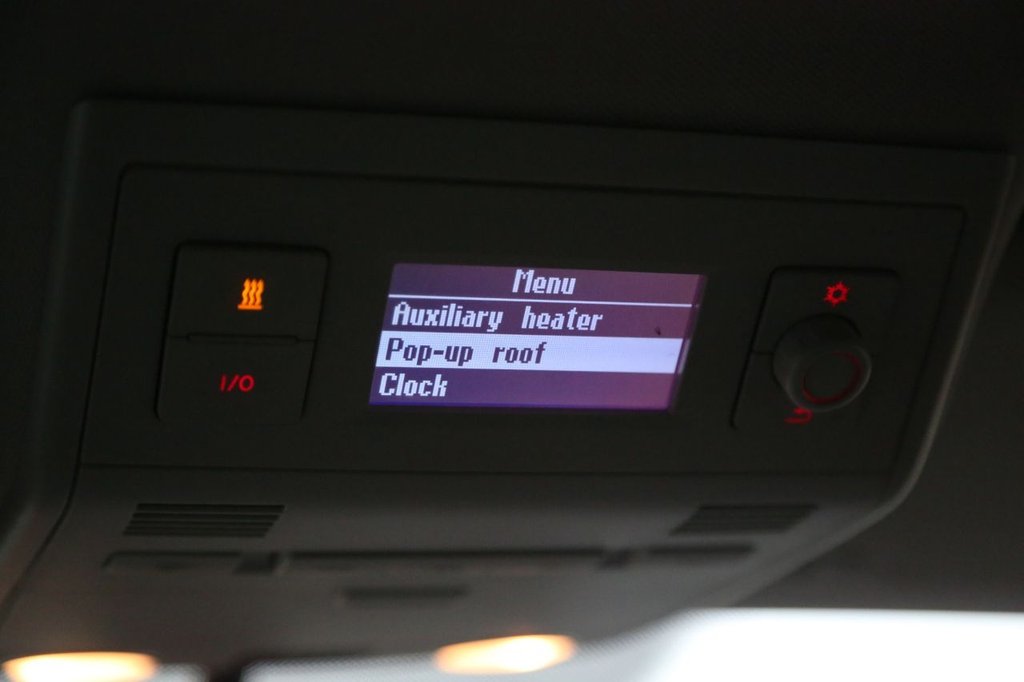 Menu
Auxiliary heater
Pop-up roof
Clock
I/O